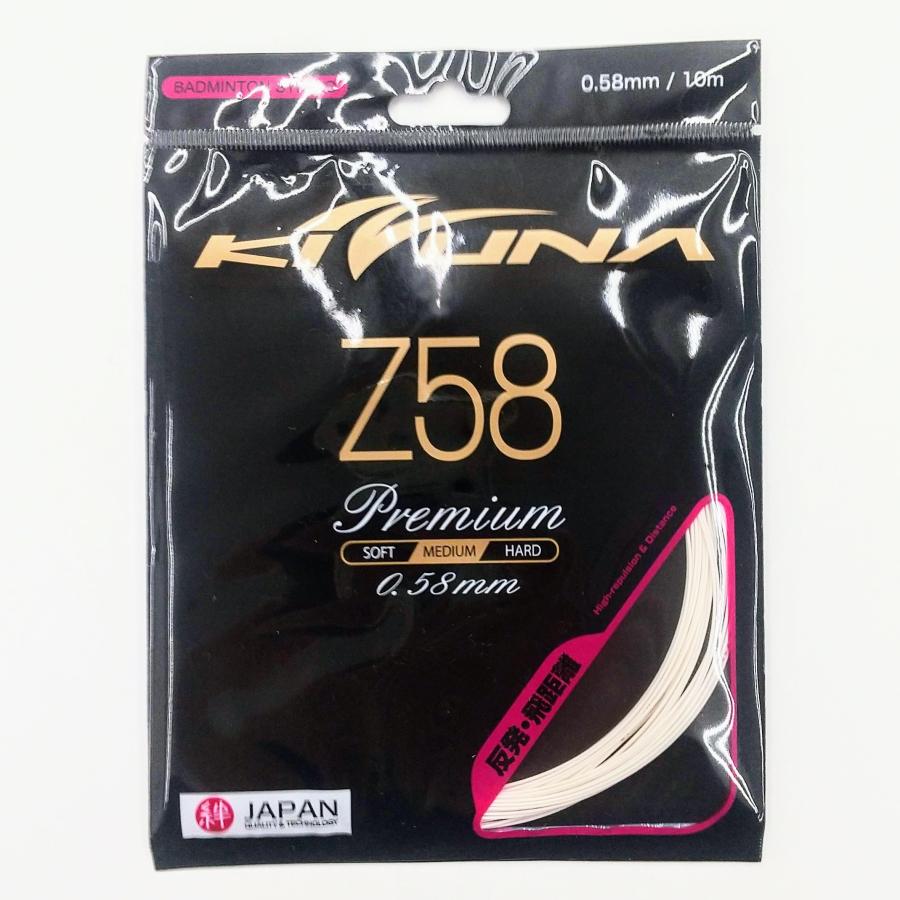 BADMINTON STRING
0.58mm / 10m
KIZUNA
Z58
Premium
SOFT MEDIUM HARD
0.58mm
High-repulsion & Distance
反発・飛距離
絆 JAPAN
QUALITY & TECHNOLOGY